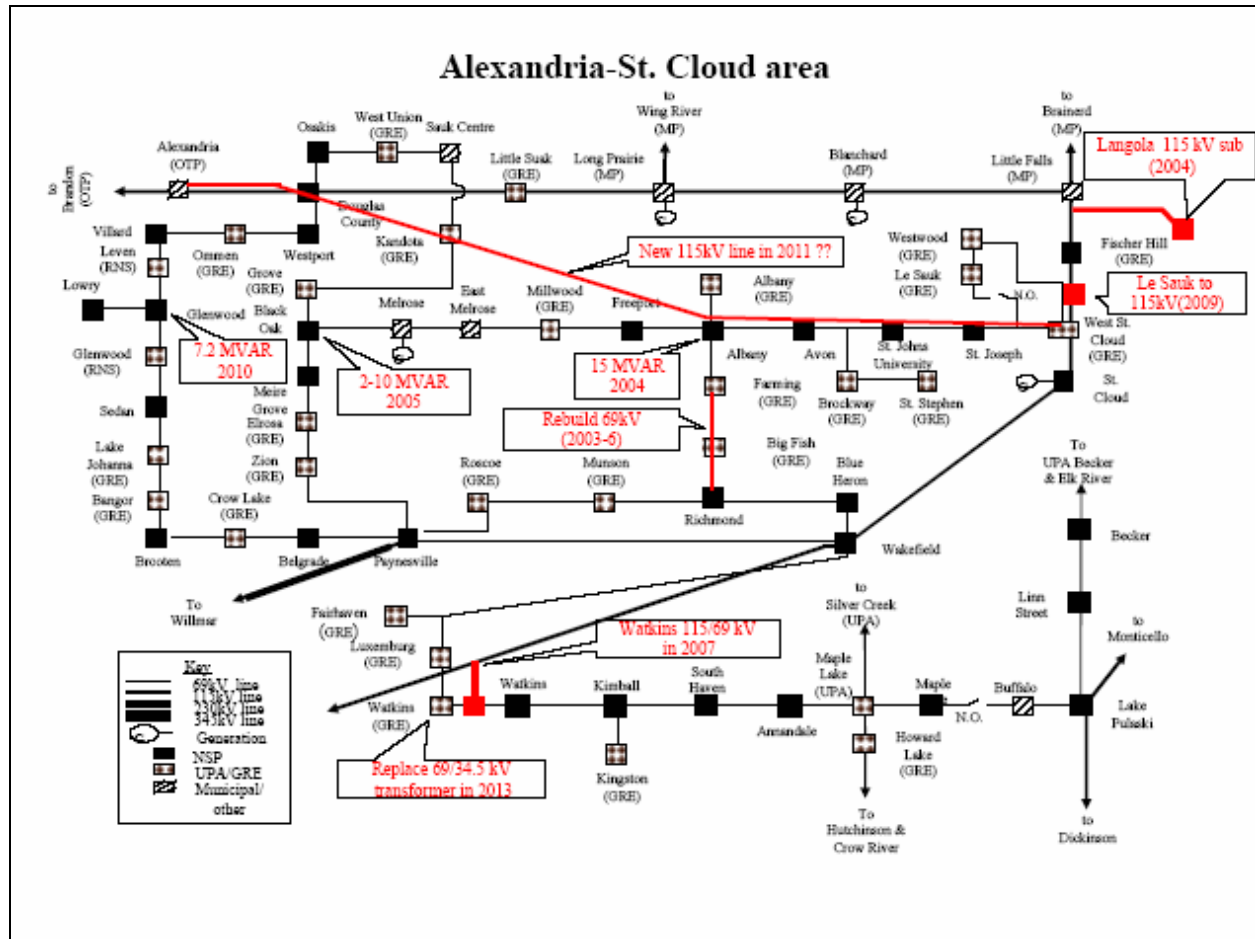 Alexandria-St. Cloud area
to
Wing River
(MP)
to
Brainerd
(MP)
West Union
(GRE)
Osakis
Sauk Centre
Alexandria
(OTP)
Little Suak
(GRE)
Long Prairie
(MP)
Blanchard
(MP)
Little Falls
(MP)
Langola 115 kV sub
(2004)
to
Brandon
(OTP)
Douglas
County
Villard
Leven
(RNS)
Ommen
(GRE)
Westport
Kandota
(GRE)
New 115kV line in 2011 ??
Westwood
(GRE)
Fischer Hill
(GRE)
Lowry
Grove
(GRE)
Black
Oak
Melrose
East
Melrose
Millwood
(GRE)
Freeport
Albany
(GRE)
Le Sauk
(GRE)
N.O.
Le Sauk to
115kV(2009)
Glenwood
7.2 MVAR
2010
2-10 MVAR
2005
15 MVAR
2004
Albany
Avon
St. Johns
University
St. Joseph
West St.
Cloud
(GRE)
Glenwood
(RNS)
Meire
Grove
Elrosa
(GRE)
Farming
(GRE)
Brockway
(GRE)
St. Stephen
(GRE)
St.
Cloud
Sedan
Rebuild 69kV
(2003-6)
Lake
Johanna
(GRE)
Zion
(GRE)
Roscoe
(GRE)
Munson
(GRE)
Big Fish
(GRE)
Blue
Heron
To
UPA Becker
& Elk River
Bangor
(GRE)
Crow Lake
(GRE)
Richmond
Brooten
Belgrade
Paynesville
Wakefield
Becker
To
Willmar
Fairhaven
(GRE)
to
Silver Creek
(UPA)
Linn
Street
Luxemburg
(GRE)
Watkins 115/69 kV
in 2007
to
Monticello
Key
69kV line
115kV line
230kV line
345kV line
Generation
NSP
UPA/GRE
Municipal/
other
Watkins
(GRE)
Watkins
Kimball
South
Haven
Maple
Lake
(UPA)
Maple
Buffalo
N.O.
Lake
Pulaski
Annandale
Howard
Lake
(GRE)
Replace 69/34.5 kV
transformer in 2013
Kingston
(GRE)
To
Hutchinson &
Crow River
to
Dickinson